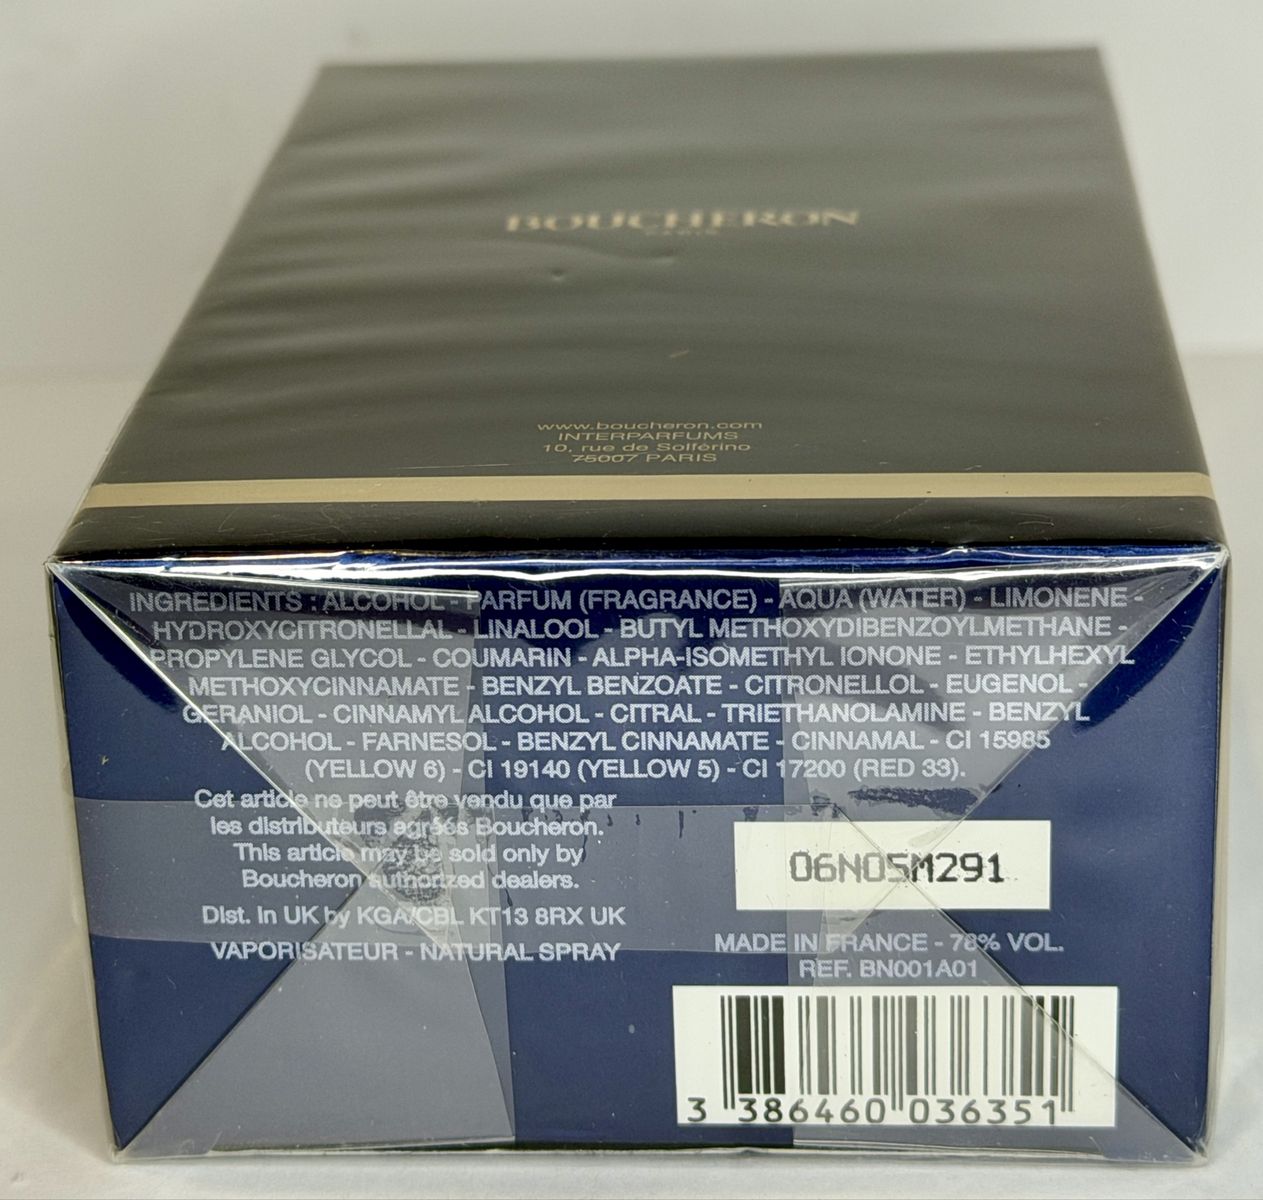 BOUCHERON
PARIS
www.boucheron.com
INTERPARFUMS
10, rue de Solférino
75007 PARIS
INGREDIENTS : ALCOHOL - PARFUM (FRAGRANCE) - AQUA (WATER) - LIMONENE -
HYDROXYCITRONELLAL - LINALOOL - BUTYL METHOXYDIBENZOYLMETHANE -
PROPYLENE GLYCOL - COUMARIN - ALPHA-ISOMETHYL IONONE - ETHYLHEXYL
METHOXYCINNAMATE - BENZYL BENZOATE - CITRONELLOL - EUGENOL -
GERANIOL - CINNAMYL ALCOHOL - CITRAL - TRIETHANOLAMINE - BENZYL
ALCOHOL - FARNESOL - BENZYL CINNAMATE - CINNAMAL - CI 15985
(YELLOW 6) - CI 19140 (YELLOW 5) - CI 17200 (RED 33).
Cet article ne peut être vendu que par
les distributeurs agréés Boucheron.
This article may be sold only by
Boucheron authorized dealers.
Dist. in UK by KGA/CBL KT13 8RX UK
VAPORISATEUR - NATURAL SPRAY
06N05M291
MADE IN FRANCE - 78% VOL.
REF. BN001A01
3 386460 036351